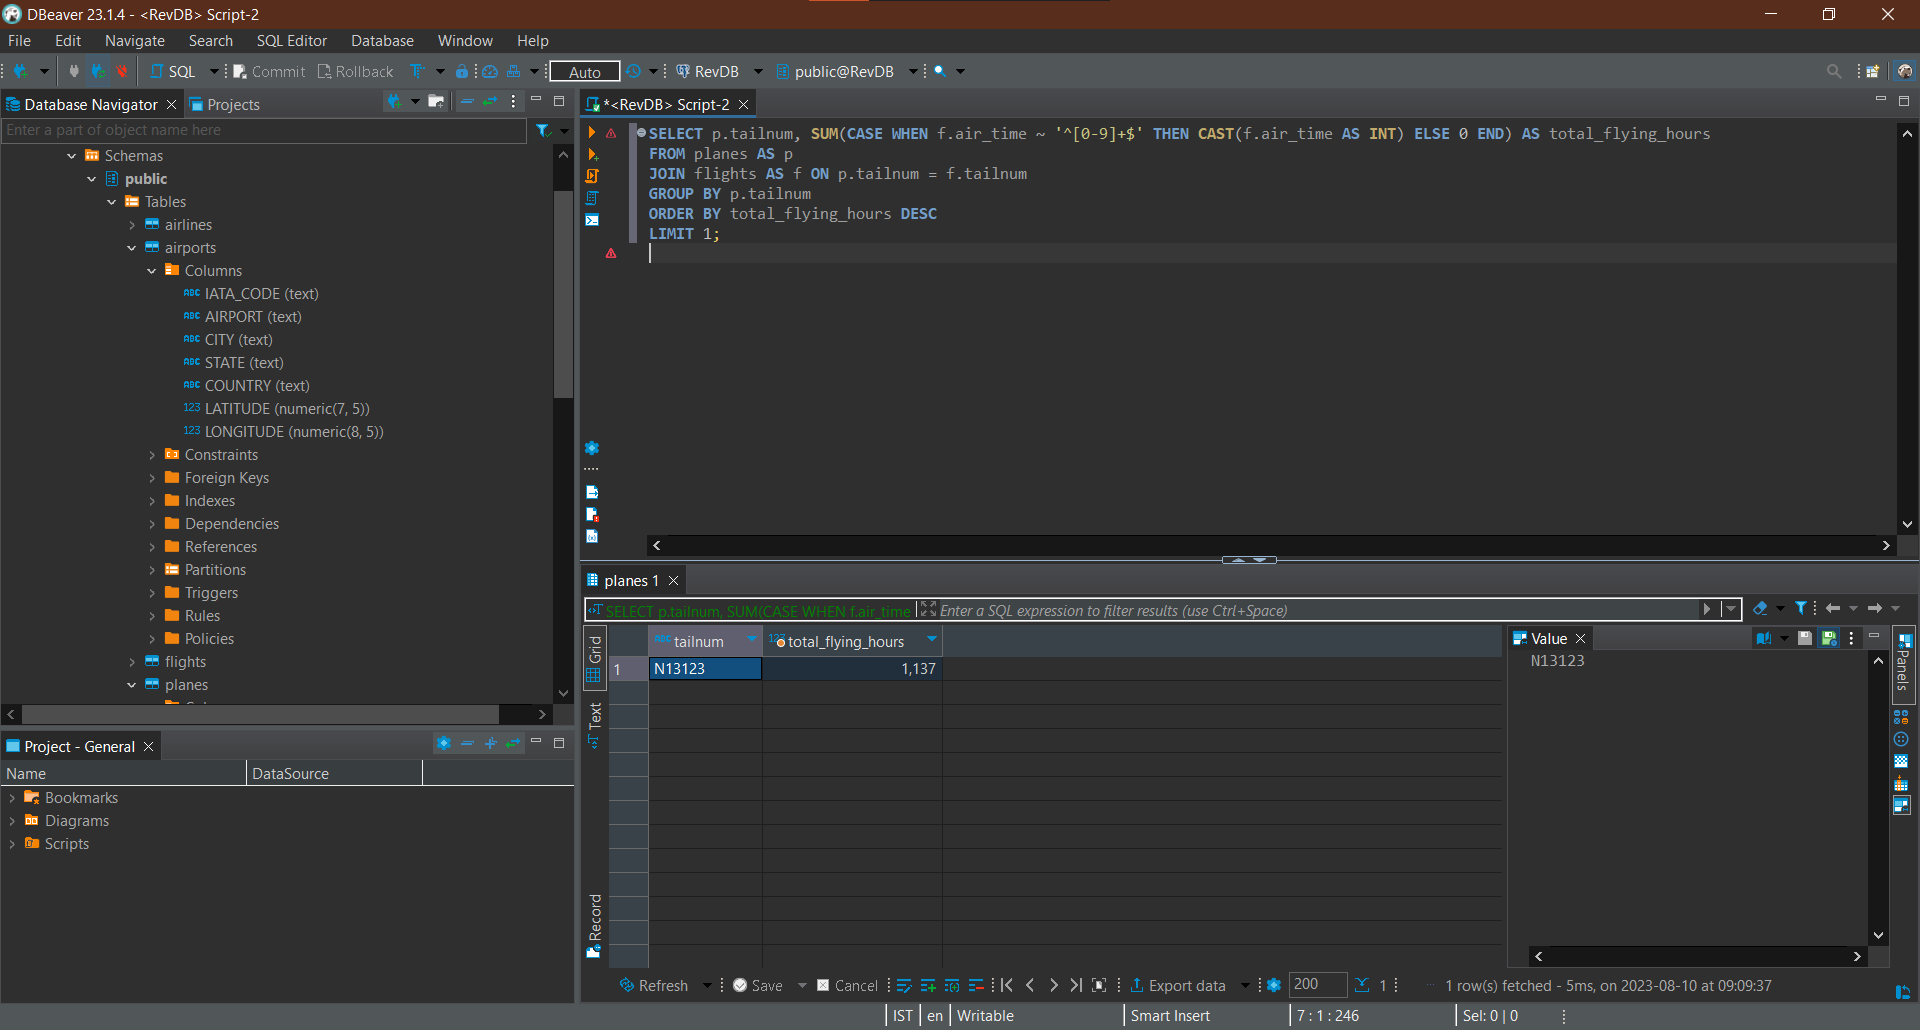 DBeaver 23.1.4 - <RevDB> Script-2
File Edit Navigate Search SQL Editor Database Window Help
SQL Commit Rollback Auto RevDB public@RevDB
Database Navigator Projects
Enter a part of object name here
Schemas
public
Tables
airlines
airports
Columns
ABC IATA_CODE (text)
ABC AIRPORT (text)
ABC CITY (text)
ABC STATE (text)
ABC COUNTRY (text)
123 LATITUDE (numeric(7, 5))
123 LONGITUDE (numeric(8, 5))
Constraints
Foreign Keys
Indexes
Dependencies
References
Partitions
Triggers
Rules
Policies
flights
planes
Project - General
Name DataSource
Bookmarks
Diagrams
Scripts
*<RevDB> Script-2
SELECT p.tailnum, SUM(CASE WHEN f.air_time ~ '^[0-9]+$' THEN CAST(f.air_time AS INT) ELSE 0 END) AS total_flying_hours
FROM planes AS p
JOIN flights AS f ON p.tailnum = f.tailnum
GROUP BY p.tailnum
ORDER BY total_flying_hours DESC
LIMIT 1;
planes 1
SELECT p.tailnum, SUM(CASE WHEN f.air_time Enter a SQL expression to filter results (use Ctrl+Space)
Grid
Text
Record
ABC tailnum 123 total_flying_hours
1 N13123 1,137
Value
N13123
Panels
Refresh Save Cancel Export data 200 1 1 row(s) fetched - 5ms, on 2023-08-10 at 09:09:37
IST en Writable Smart Insert 7 : 1 : 246 Sel: 0 | 0